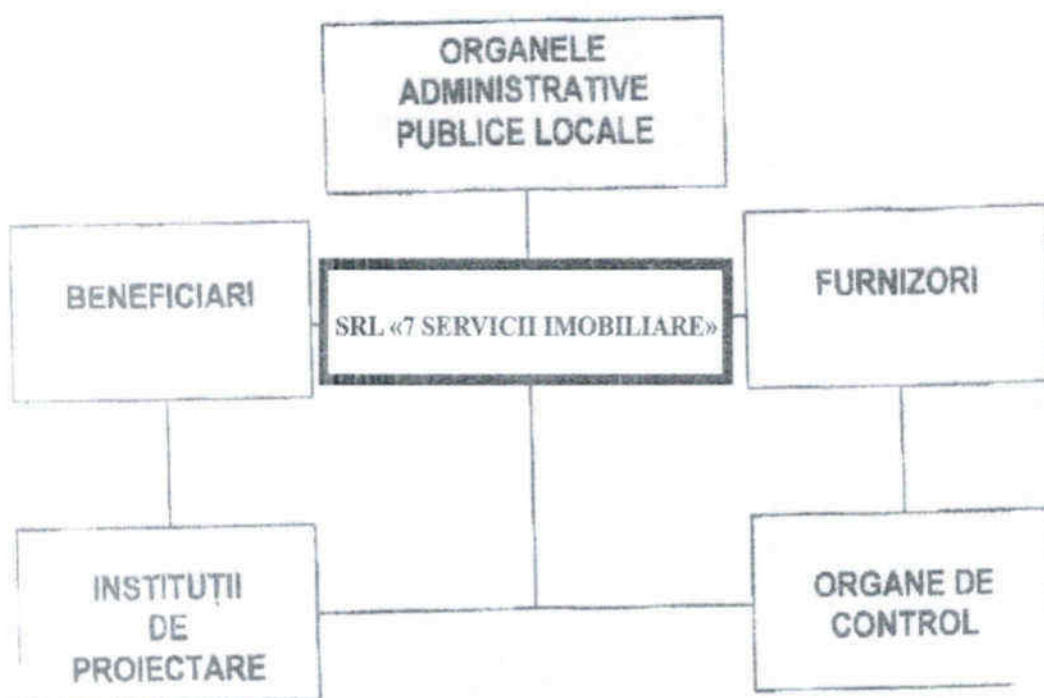 ORGANELE
ADMINISTRATIVE
PUBLICE LOCALE
BENEFICIARI
SRL «7 SERVICII IMOBILIARE»
FURNIZORI
INSTITUȚII
DE
PROIECTARE
ORGANE DE
CONTROL